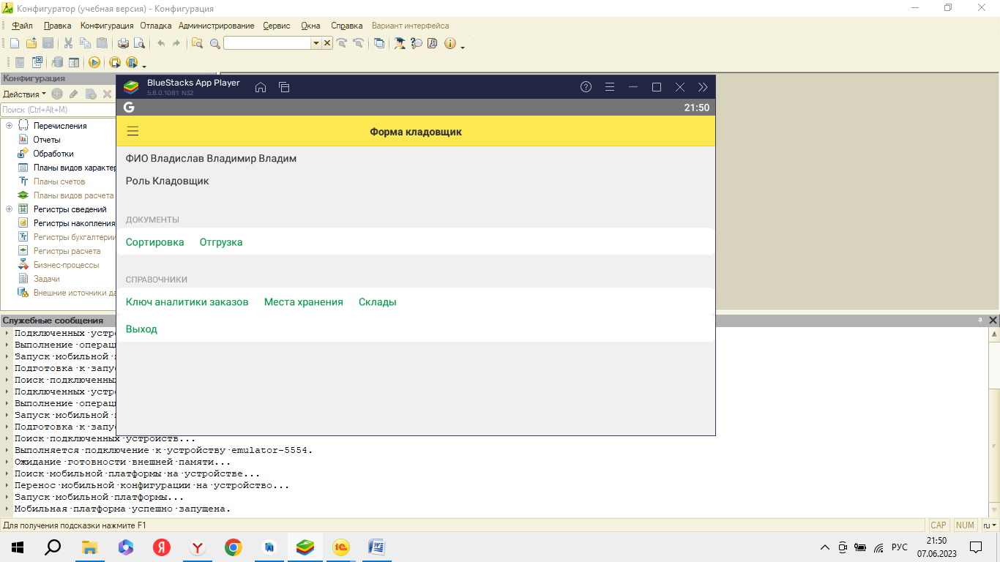 Конфигуратор (учебная версия) - Конфигурация
Файл Правка Конфигурация Отладка Администрирование Сервис Окна Справка Вариант интерфейса
Конфигурация
Действия
Поиск (Ctrl+Alt+M)
Перечисления
Отчеты
Обработки
Планы видов характер
Планы счетов
Планы видов расчета
Регистры сведений
Регистры накопления
Регистры бухгалтерии
Регистры расчета
Бизнес-процессы
Задачи
Внешние источники да
BlueStacks App Player
5.8.0.1081 N32
G 21:50
Форма кладовщик
ФИО Владислав Владимир Владим
Роль Кладовщик
ДОКУМЕНТЫ
Сортировка Отгрузка
СПРАВОЧНИКИ
Ключ аналитики заказов Места хранения Склады
Выход
Служебные сообщения
Подключенных устро
Выполнение операци
Запуск мобильной
Подготовка к запус
Поиск подключенных
Подключенных устро
Выполнение операци
Запуск мобильной
Подготовка к запус
Поиск подключенных устройств...
Выполняется подключение к устройству emulator-5554.
Ожидание готовности внешней памяти...
Поиск мобильной платформы на устройстве...
Перенос мобильной конфигурации на устройство...
Запуск мобильной платформы...
Мобильная платформа успешно запущена.
Для получения подсказки нажмите F1 CAP NUM ru
РУС 21:50
07.06.2023